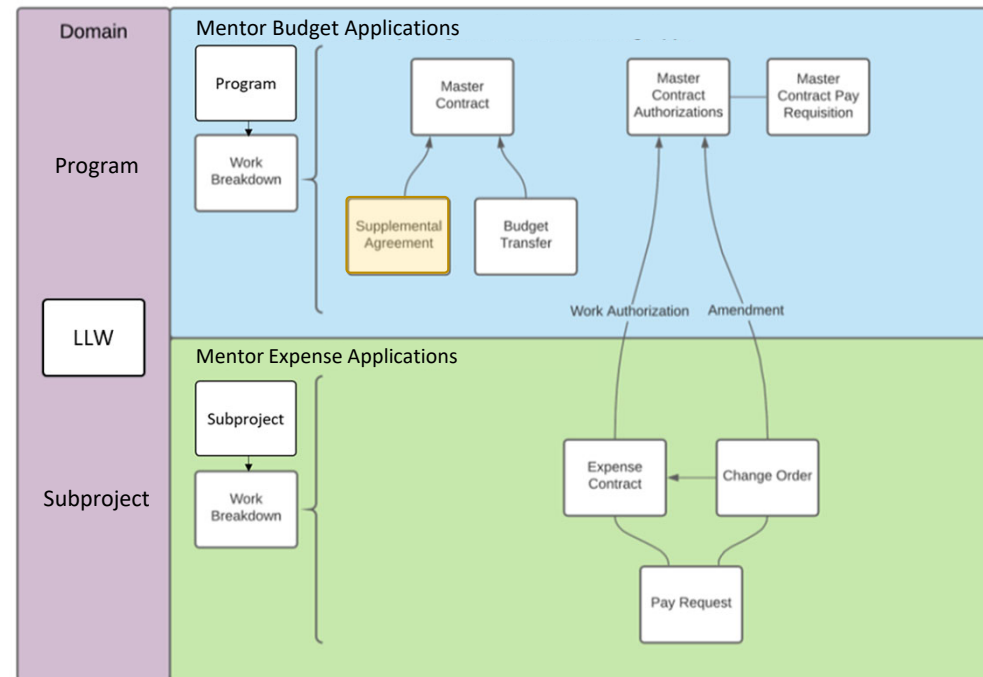 Domain
Program
LLW
Subproject
Mentor Budget Applications
Program
Work
Breakdown
Master
Contract
Supplemental
Agreement
Budget
Transfer
Master
Contract
Authorizations
Master
Contract Pay
Requisition
Work Authorization
Amendment
Mentor Expense Applications
Subproject
Work
Breakdown
Expense
Contract
Change Order
Pay Request